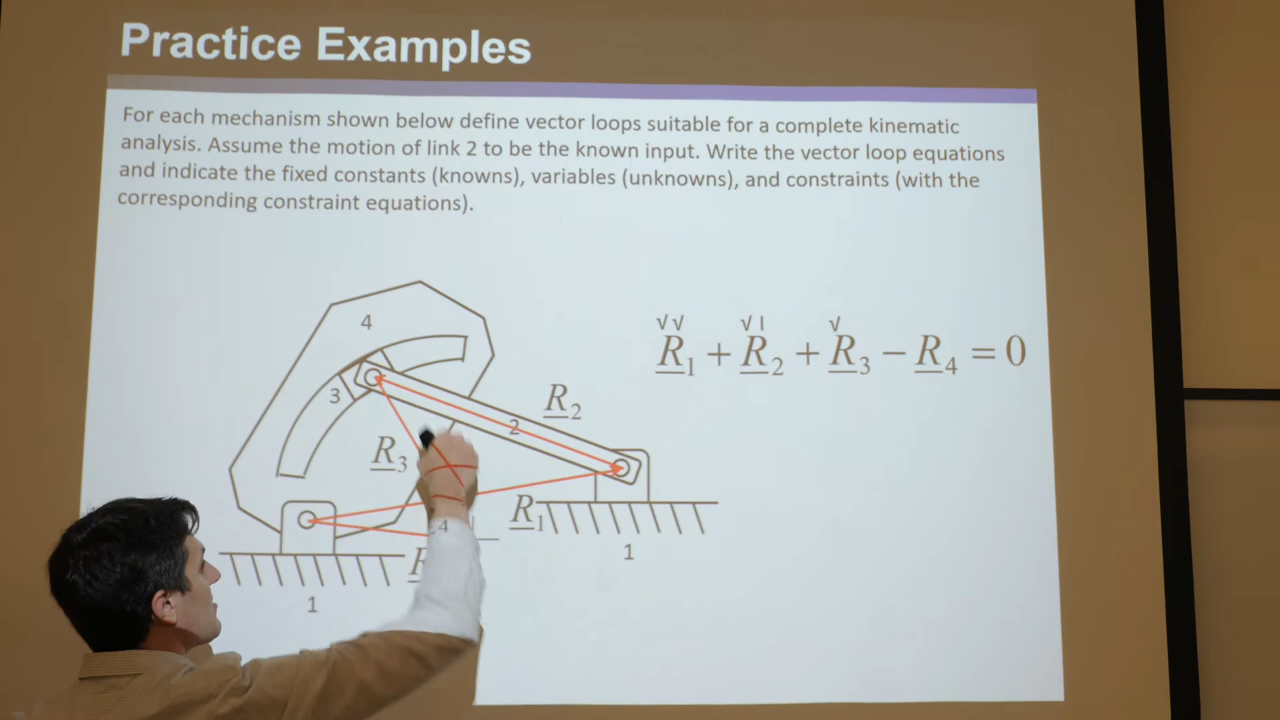 Practice Examples
For each mechanism shown below define vector loops suitable for a complete kinematic
analysis. Assume the motion of link 2 to be the known input. Write the vector loop equations
and indicate the fixed constants (knowns), variables (unknowns), and constraints (with the
corresponding constraint equations).
4
√√ √ I √
R₁ + R₂ + R₃ − R₄ = 0
3
R₂
2
R₃
R₁
4
1
1